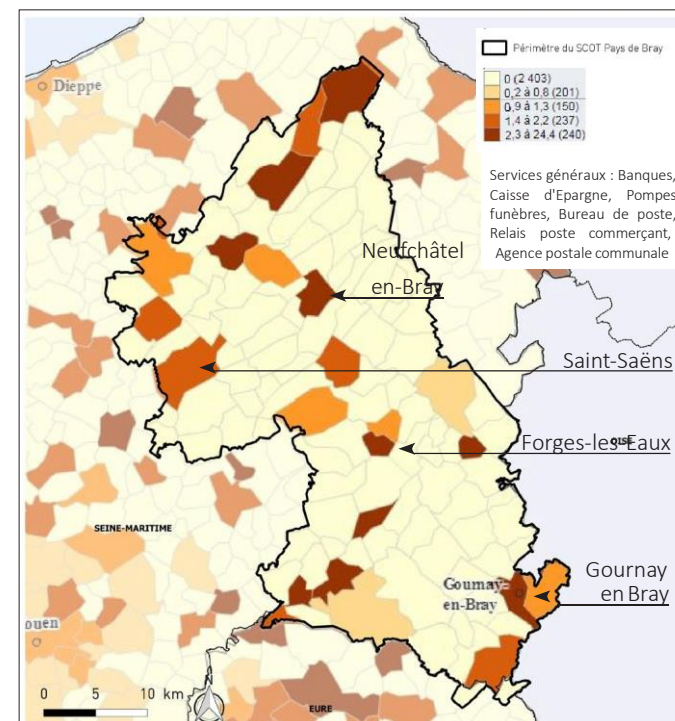 Périmètre du SCOT Pays de Bray
0 (2 403)
0,2 à 0,8 (201)
0,9 à 1,3 (150)
1,4 à 2,2 (237)
2,3 à 24,4 (240)
Services généraux : Banques,
Caisse d'Epargne, Pompes
funèbres, Bureau de poste,
Relais poste commerçant,
Agence postale communale
Dieppe
Neufchâtel
en-Bray
Saint-Saëns
Forges-les-Eaux
OISE
SEINE-MARITIME
Gournay-
en-Bray
Gournay
en Bray
ouen
0 5 10 km
EURE